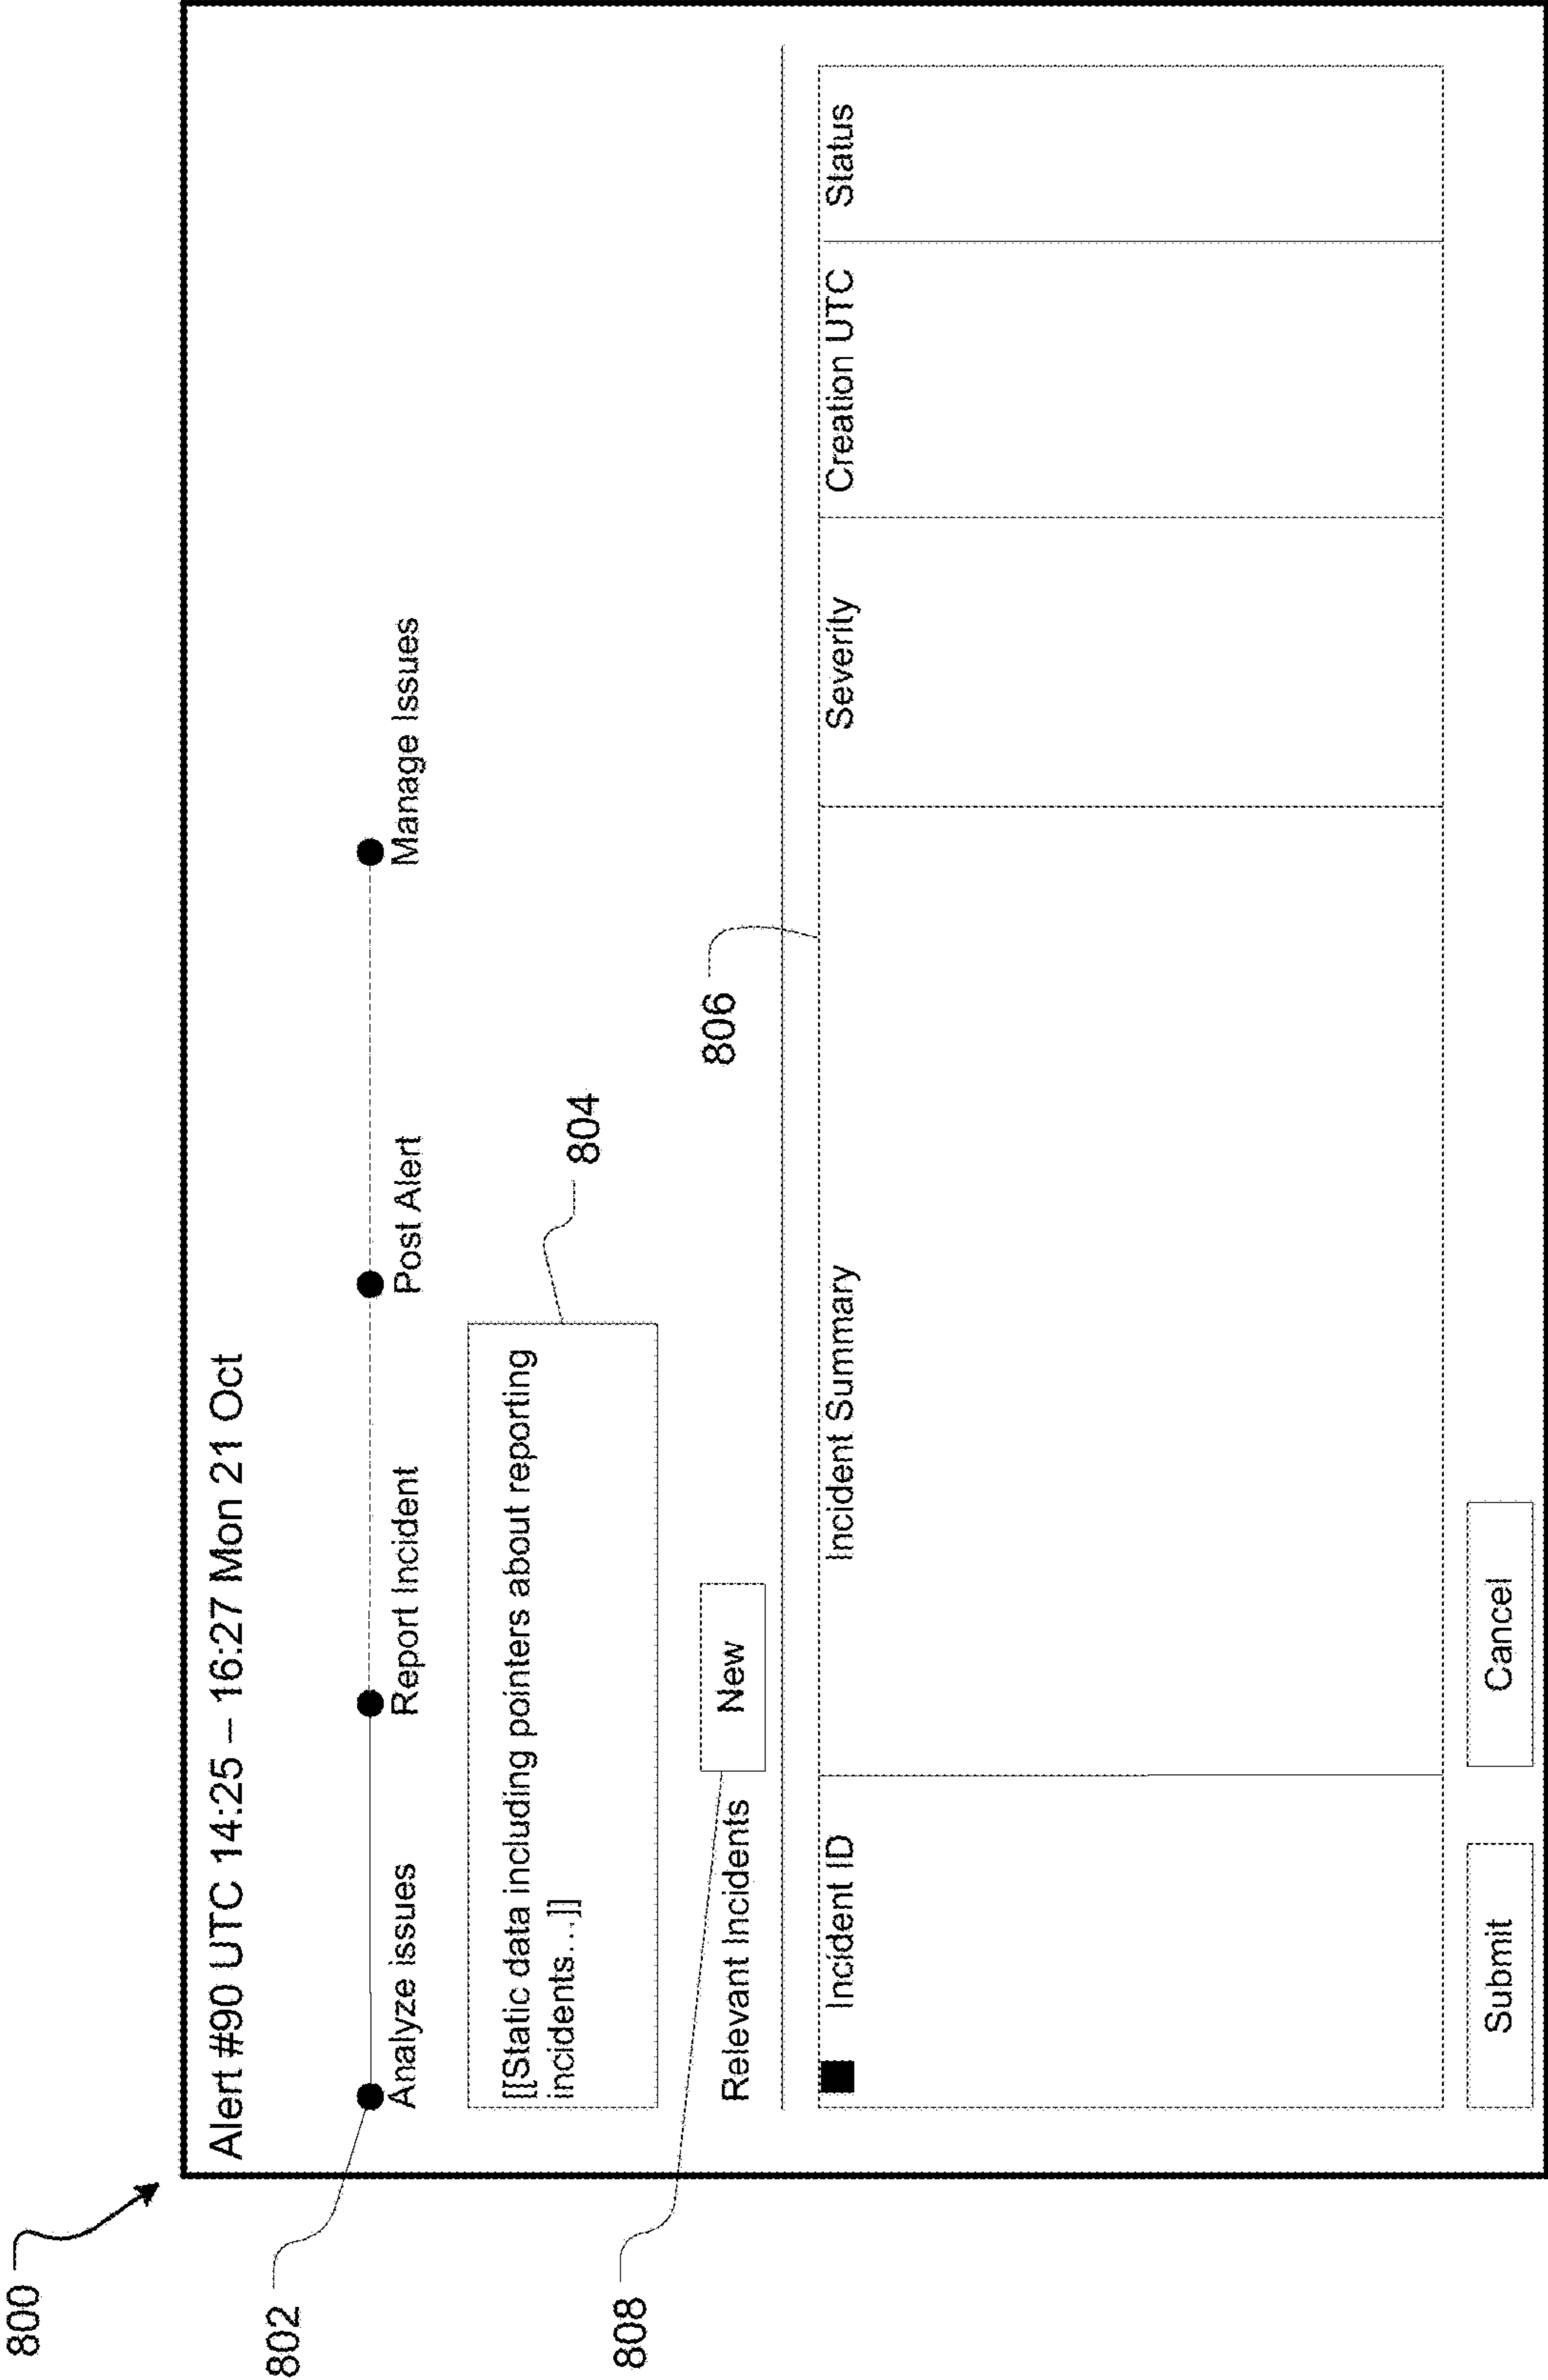 800
Alert #90 UTC 14:25 – 16:27 Mon 21 Oct
802
Analyze issues
Report Incident
Post Alert
Manage Issues
[[Static data including pointers about reporting
incidents...]]
804
808
Relevant Incidents
New
806
Incident ID
Incident Summary
Severity
Creation UTC
Status
Submit
Cancel